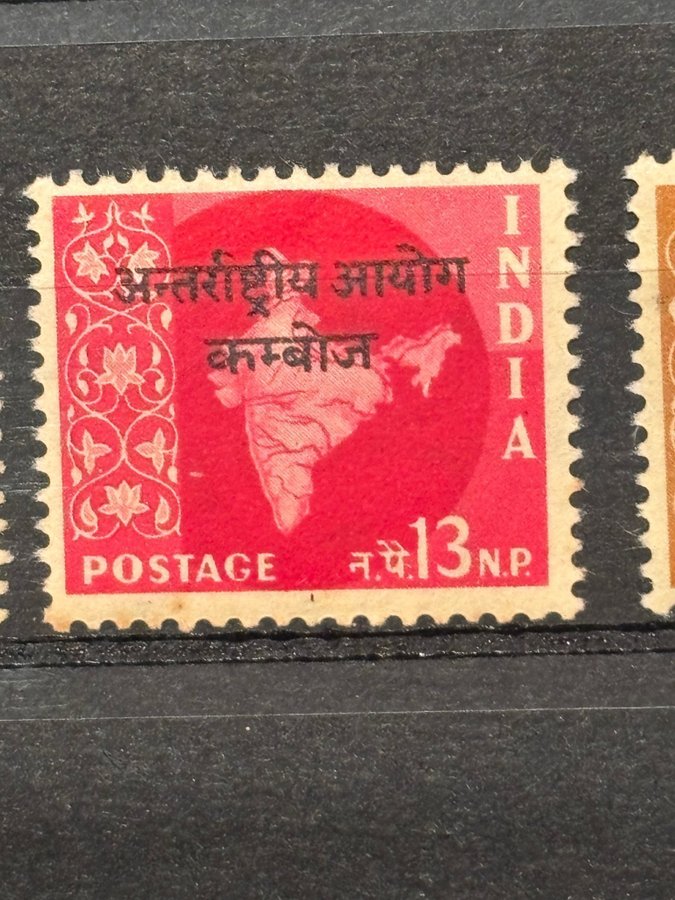 अन्तर्राष्ट्रीय आयोग
कम्बोज
INDIA
POSTAGE
न.पै.13 N.P.